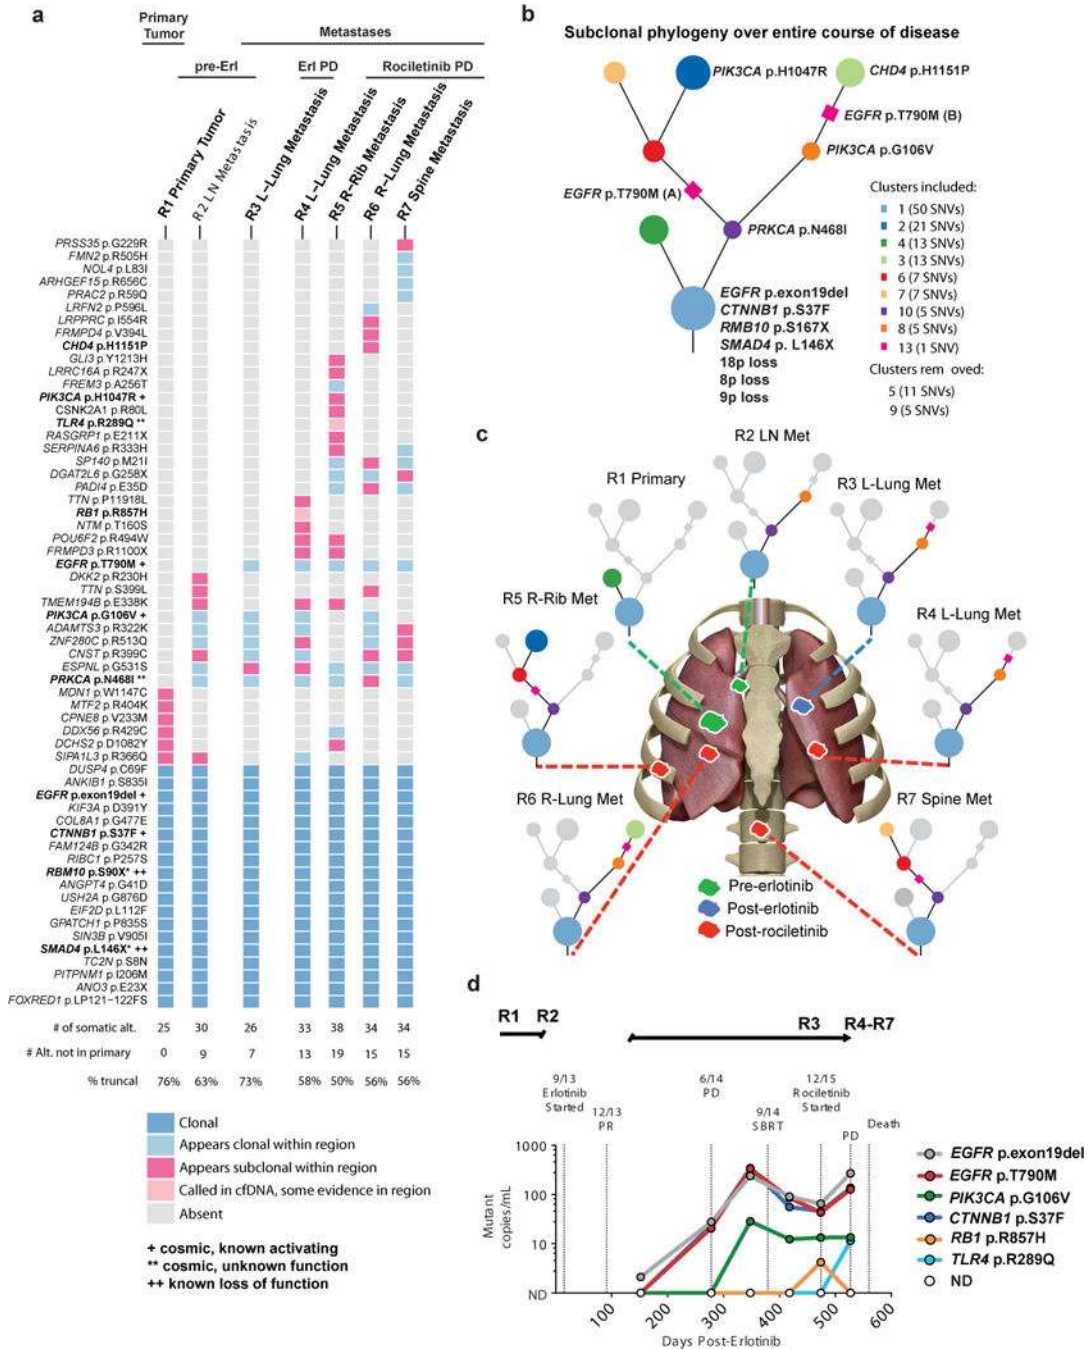 a
Primary
Tumor
Metastases
pre-Erl
Erl PD
Rociletinib PD
R1 Primary Tumor
R2 LN Metastasis
R3 L-Lung Metastasis
R4 L-Lung Metastasis
R5 R-Rib Metastasis
R6 R-Lung Metastasis
R7 Spine Metastasis
PRSS35 p.G229R
FMN2 p.R505H
NOL4 p.L83I
ARHGEF15 p.R656C
PRAC2 p.R59Q
LRFN2 p.P596L
LRPPRC p.I554R
FRMPD4 p.V394L
CHD4 p.H1151P
GLI3 p.Y1213H
LRRC16A p.R247X
FREM3 p.A256T
PIK3CA p.H1047R +
CSNK2A1 p.R80L
TLR4 p.R289Q **
RASGRP1 p.E211X
SERPINA6 p.R333H
SP140 p.M21I
DGAT2L6 p.G258X
PADI4 p.E35D
TTN p.P11918L
RB1 p.R857H
NTM p.T160S
POU6F2 p.R494W
FRMPD3 p.R1100X
EGFR p.T790M +
DKK2 p.R230H
TTN p.S399L
TMEM194B p.E338K
PIK3CA p.G106V +
ADAMTS3 p.R322K
ZNF280C p.R513Q
CNST p.R399C
ESPNL p.G531S
PRKCA p.N468I **
MDN1 p.W1147C
MTF2 p.R404K
CPNE8 p.V233M
DDX56 p.R429C
DCHS2 p.D1082Y
SIPA1L3 p.R366Q
DUSP4 p.C69F
ANKIB1 p.S835I
EGFR p.exon19del +
KIF3A p.D391Y
COL8A1 p.G477E
CTNNB1 p.S37F +
FAM124B p.G342R
RIBC1 p.P257S
RBM10 p.S90X* ++
ANGPT4 p.G41D
USH2A p.G876D
EIF2D p.L112F
GPATCH1 p.P835S
SIN3B p.V905I
SMAD4 p.L146X* ++
TC2N p.S8N
PITPNM1 p.I206M
ANO3 p.E23X
FOXRED1 p.LP121-122FS
# of somatic alt. 25 30 26 33 38 34 34
# Alt. not in primary 0 9 7 13 19 15 15
% truncal 76% 63% 73% 58% 50% 56% 56%
Clonal
Appears clonal within region
Appears subclonal within region
Called in cfDNA, some evidence in region
Absent
+ cosmic, known activating
** cosmic, unknown function
++ known loss of function
b
Subclonal phylogeny over entire course of disease
PIK3CA p.H1047R
CHD4 p.H1151P
EGFR p.T790M (B)
PIK3CA p.G106V
EGFR p.T790M (A)
PRKCA p.N468I
EGFR p.exon19del
CTNNB1 p.S37F
RMB10 p.S167X
SMAD4 p. L146X
18p loss
8p loss
9p loss
Clusters included:
1 (50 SNVs)
2 (21 SNVs)
4 (13 SNVs)
3 (13 SNVs)
6 (7 SNVs)
7 (7 SNVs)
10 (5 SNVs)
8 (5 SNVs)
13 (1 SNV)
Clusters rem oved:
5 (11 SNVs)
9 (5 SNVs)
c
R2 LN Met
R1 Primary
R3 L-Lung Met
R5 R-Rib Met
R4 L-Lung Met
R6 R-Lung Met
R7 Spine Met
Pre-erlotinib
Post-erlotinib
Post-rociletinib
d
R1 R2 R3 R4-R7
9/13
Erlotinib
Started
12/13
PR
6/14
PD
9/14
SBRT
12/15
Rociletinib
Started
PD
Death
Mutant
copies/mL
1000
100
10
ND
100 200 300 400 500 600
Days Post-Erlotinib
EGFR p.exon19del
EGFR p.T790M
PIK3CA p.G106V
CTNNB1 p.S37F
RB1 p.R857H
TLR4 p.R289Q
ND